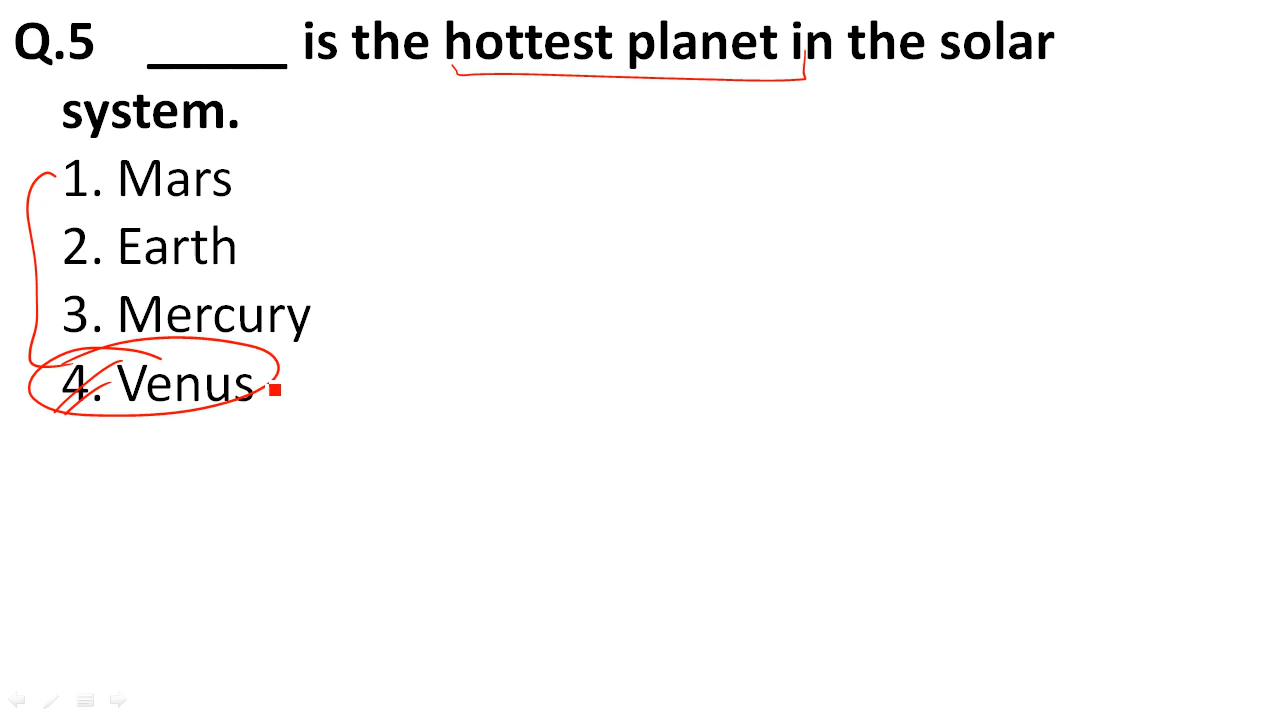 Q.5 _____ is the hottest planet in the solar
system.
1. Mars
2. Earth
3. Mercury
4. Venus